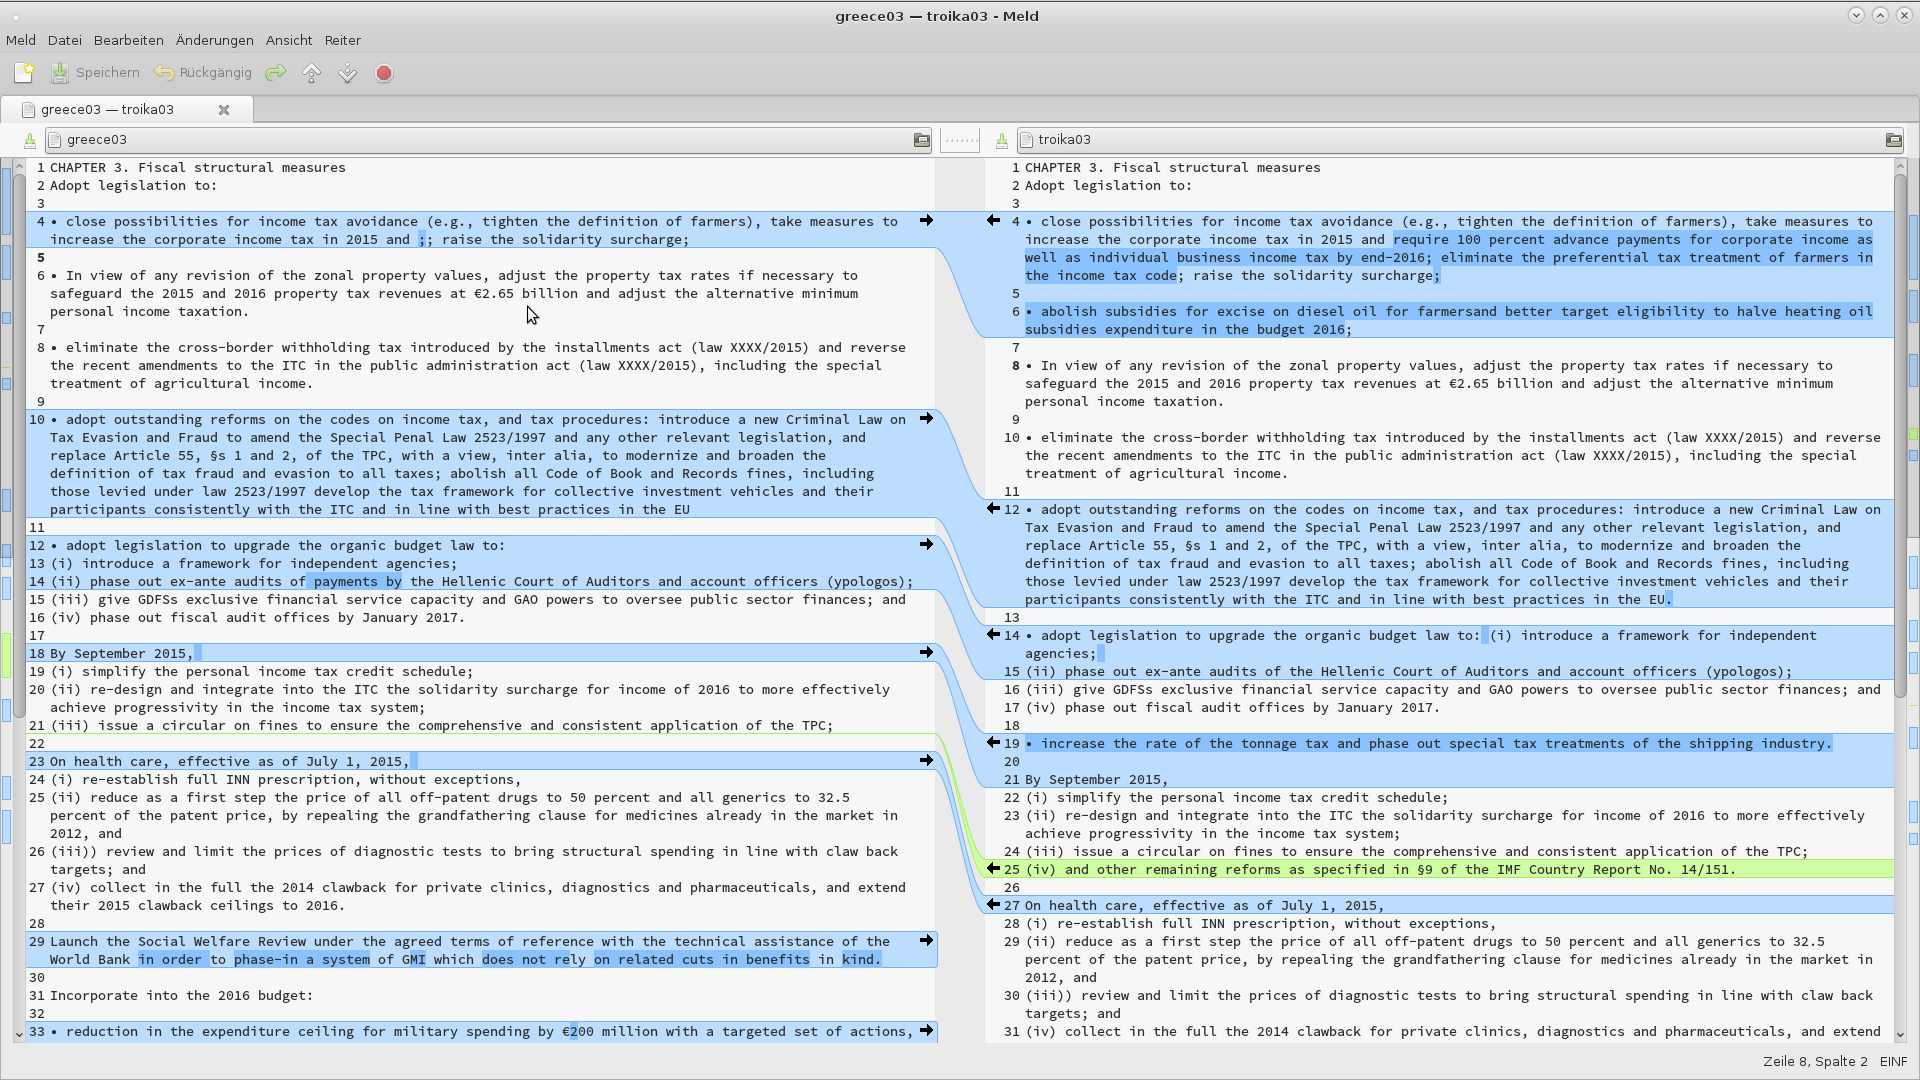 greece03 — troika03 - Meld
Meld Datei Bearbeiten Änderungen Ansicht Reiter
Speichern Rückgängig
greece03 — troika03
greece03
1 CHAPTER 3. Fiscal structural measures
2 Adopt legislation to:
3
4 • close possibilities for income tax avoidance (e.g., tighten the definition of farmers), take measures to
increase the corporate income tax in 2015 and ;; raise the solidarity surcharge;
5
6 • In view of any revision of the zonal property values, adjust the property tax rates if necessary to
safeguard the 2015 and 2016 property tax revenues at €2.65 billion and adjust the alternative minimum
personal income taxation.
7
8 • eliminate the cross-border withholding tax introduced by the installments act (law XXXX/2015) and reverse
the recent amendments to the ITC in the public administration act (law XXXX/2015), including the special
treatment of agricultural income.
9
10 • adopt outstanding reforms on the codes on income tax, and tax procedures: introduce a new Criminal Law on
Tax Evasion and Fraud to amend the Special Penal Law 2523/1997 and any other relevant legislation, and
replace Article 55, §s 1 and 2, of the TPC, with a view, inter alia, to modernize and broaden the
definition of tax fraud and evasion to all taxes; abolish all Code of Book and Records fines, including
those levied under law 2523/1997 develop the tax framework for collective investment vehicles and their
participants consistently with the ITC and in line with best practices in the EU
11
12 • adopt legislation to upgrade the organic budget law to:
13 (i) introduce a framework for independent agencies;
14 (ii) phase out ex-ante audits of payments by the Hellenic Court of Auditors and account officers (ypologos);
15 (iii) give GDFSs exclusive financial service capacity and GAO powers to oversee public sector finances; and
16 (iv) phase out fiscal audit offices by January 2017.
17
18 By September 2015,
19 (i) simplify the personal income tax credit schedule;
20 (ii) re-design and integrate into the ITC the solidarity surcharge for income of 2016 to more effectively
achieve progressivity in the income tax system;
21 (iii) issue a circular on fines to ensure the comprehensive and consistent application of the TPC;
22
23 On health care, effective as of July 1, 2015,
24 (i) re-establish full INN prescription, without exceptions,
25 (ii) reduce as a first step the price of all off-patent drugs to 50 percent and all generics to 32.5
percent of the patent price, by repealing the grandfathering clause for medicines already in the market in
2012, and
26 (iii)) review and limit the prices of diagnostic tests to bring structural spending in line with claw back
targets; and
27 (iv) collect in the full the 2014 clawback for private clinics, diagnostics and pharmaceuticals, and extend
their 2015 clawback ceilings to 2016.
28
29 Launch the Social Welfare Review under the agreed terms of reference with the technical assistance of the
World Bank in order to phase-in a system of GMI which does not rely on related cuts in benefits in kind.
30
31 Incorporate into the 2016 budget:
32
33 • reduction in the expenditure ceiling for military spending by €200 million with a targeted set of actions,
troika03
1 CHAPTER 3. Fiscal structural measures
2 Adopt legislation to:
3
4 • close possibilities for income tax avoidance (e.g., tighten the definition of farmers), take measures to
increase the corporate income tax in 2015 and require 100 percent advance payments for corporate income as
well as individual business income tax by end-2016; eliminate the preferential tax treatment of farmers in
the income tax code; raise the solidarity surcharge;
5
6 • abolish subsidies for excise on diesel oil for farmersand better target eligibility to halve heating oil
subsidies expenditure in the budget 2016;
7
8 • In view of any revision of the zonal property values, adjust the property tax rates if necessary to
safeguard the 2015 and 2016 property tax revenues at €2.65 billion and adjust the alternative minimum
personal income taxation.
9
10 • eliminate the cross-border withholding tax introduced by the installments act (law XXXX/2015) and reverse
the recent amendments to the ITC in the public administration act (law XXXX/2015), including the special
treatment of agricultural income.
11
12 • adopt outstanding reforms on the codes on income tax, and tax procedures: introduce a new Criminal Law on
Tax Evasion and Fraud to amend the Special Penal Law 2523/1997 and any other relevant legislation, and
replace Article 55, §s 1 and 2, of the TPC, with a view, inter alia, to modernize and broaden the
definition of tax fraud and evasion to all taxes; abolish all Code of Book and Records fines, including
those levied under law 2523/1997 develop the tax framework for collective investment vehicles and their
participants consistently with the ITC and in line with best practices in the EU.
13
14 • adopt legislation to upgrade the organic budget law to: (i) introduce a framework for independent
agencies;
15 (ii) phase out ex-ante audits of the Hellenic Court of Auditors and account officers (ypologos);
16 (iii) give GDFSs exclusive financial service capacity and GAO powers to oversee public sector finances; and
17 (iv) phase out fiscal audit offices by January 2017.
18
19 • increase the rate of the tonnage tax and phase out special tax treatments of the shipping industry.
20
21 By September 2015,
22 (i) simplify the personal income tax credit schedule;
23 (ii) re-design and integrate into the ITC the solidarity surcharge for income of 2016 to more effectively
achieve progressivity in the income tax system;
24 (iii) issue a circular on fines to ensure the comprehensive and consistent application of the TPC;
25 (iv) and other remaining reforms as specified in §9 of the IMF Country Report No. 14/151.
26
27 On health care, effective as of July 1, 2015,
28 (i) re-establish full INN prescription, without exceptions,
29 (ii) reduce as a first step the price of all off-patent drugs to 50 percent and all generics to 32.5
percent of the patent price, by repealing the grandfathering clause for medicines already in the market in
2012, and
30 (iii)) review and limit the prices of diagnostic tests to bring structural spending in line with claw back
targets; and
31 (iv) collect in the full the 2014 clawback for private clinics, diagnostics and pharmaceuticals, and extend
Zeile 8, Spalte 2 EINF